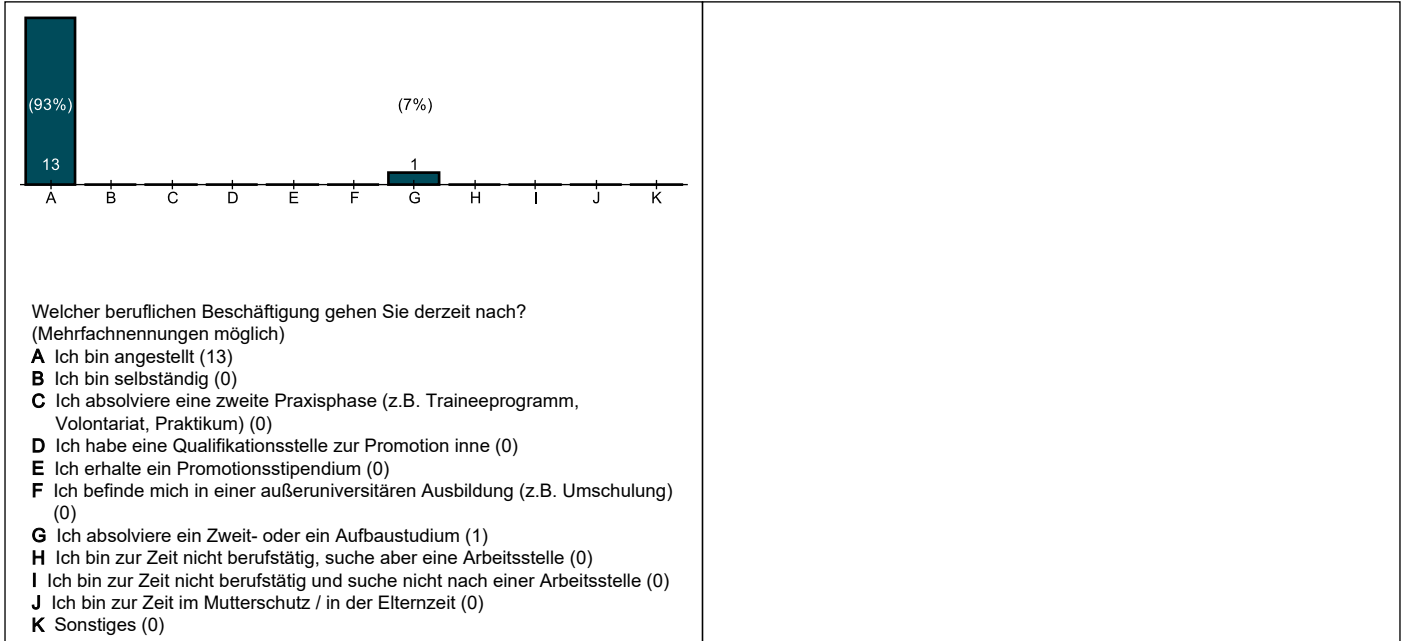 (93%) (7%)
13 1
A B C D E F G H I J K
Welcher beruflichen Beschäftigung gehen Sie derzeit nach?
(Mehrfachnennungen möglich)
A Ich bin angestellt (13)
B Ich bin selbständig (0)
C Ich absolviere eine zweite Praxisphase (z.B. Traineeprogramm,
Volontariat, Praktikum) (0)
D Ich habe eine Qualifikationsstelle zur Promotion inne (0)
E Ich erhalte ein Promotionsstipendium (0)
F Ich befinde mich in einer außeruniversitären Ausbildung (z.B. Umschulung)
(0)
G Ich absolviere ein Zweit- oder ein Aufbaustudium (1)
H Ich bin zur Zeit nicht berufstätig, suche aber eine Arbeitsstelle (0)
I Ich bin zur Zeit nicht berufstätig und suche nicht nach einer Arbeitsstelle (0)
J Ich bin zur Zeit im Mutterschutz / in der Elternzeit (0)
K Sonstiges (0)